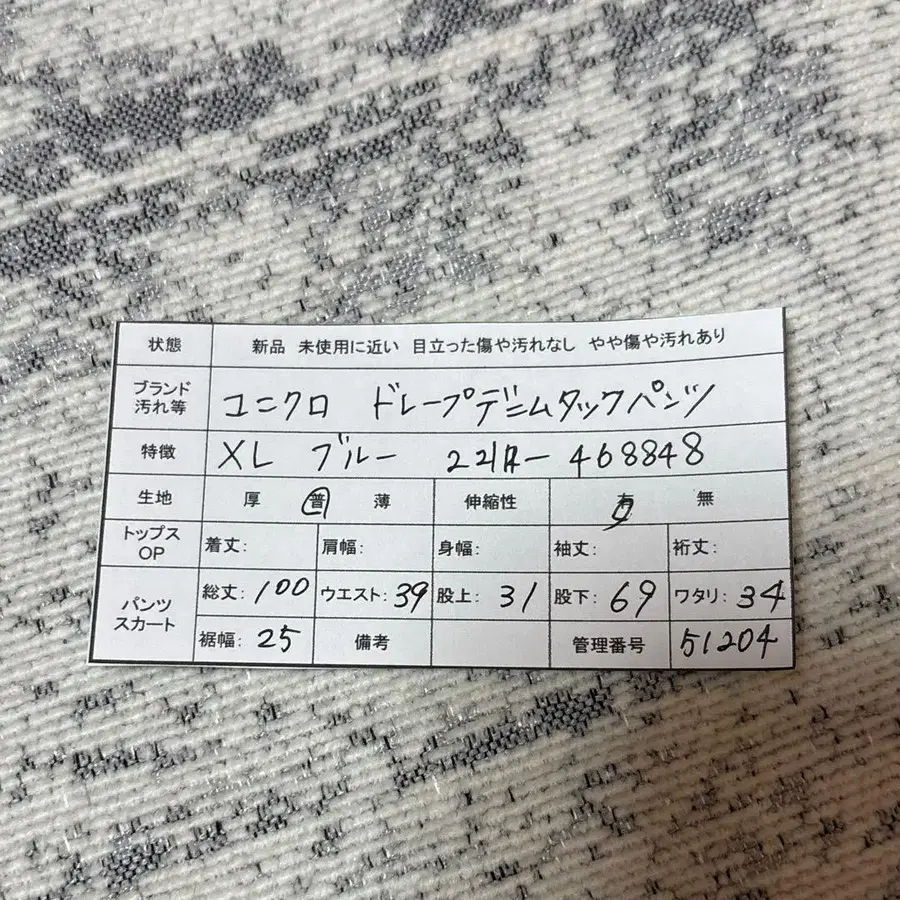 状態 新品 未使用に近い 目立った傷や汚れなし やや傷や汚れあり
ブランド 汚れ等 ユニクロ ドレープデニムタックパンツ
特徴 XL ブルー 221A-468848
生地 厚 普 薄 伸縮性 有 無
トップス OP 着丈: 肩幅: 身幅: 袖丈: 裄丈:
パンツ スカート 総丈: 100 ウエスト: 39 股上: 31 股下: 69 ワタリ: 34
裾幅: 25 備考 管理番号 51204